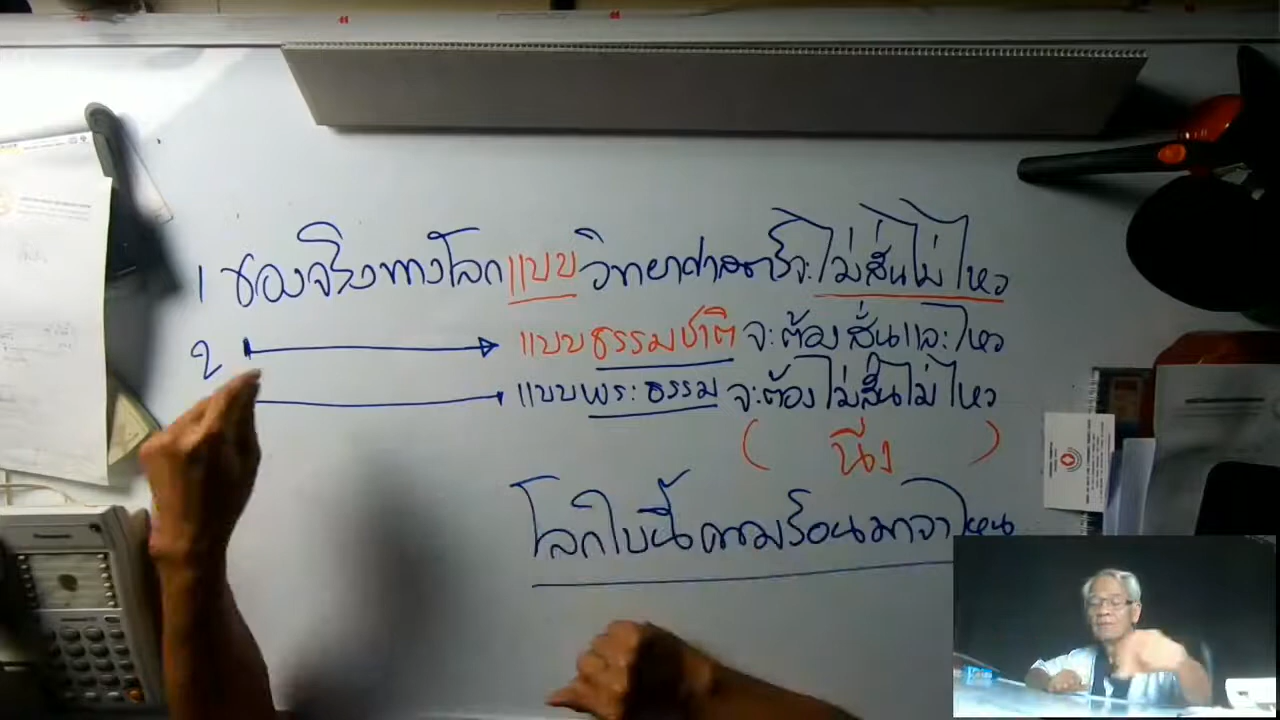 1 ของจริงทางโลกแบบวิทยาศาสตร์จะไม่สั่นไม่ไหว
2 แบบธรรมชาติ จะต้องสั่นและไหว
แบบพระธรรม จะต้องไม่สั่นไม่ไหว
( นิ่ง )
โลกใบนี้ความร้อนมาจากไหน
Panasonic